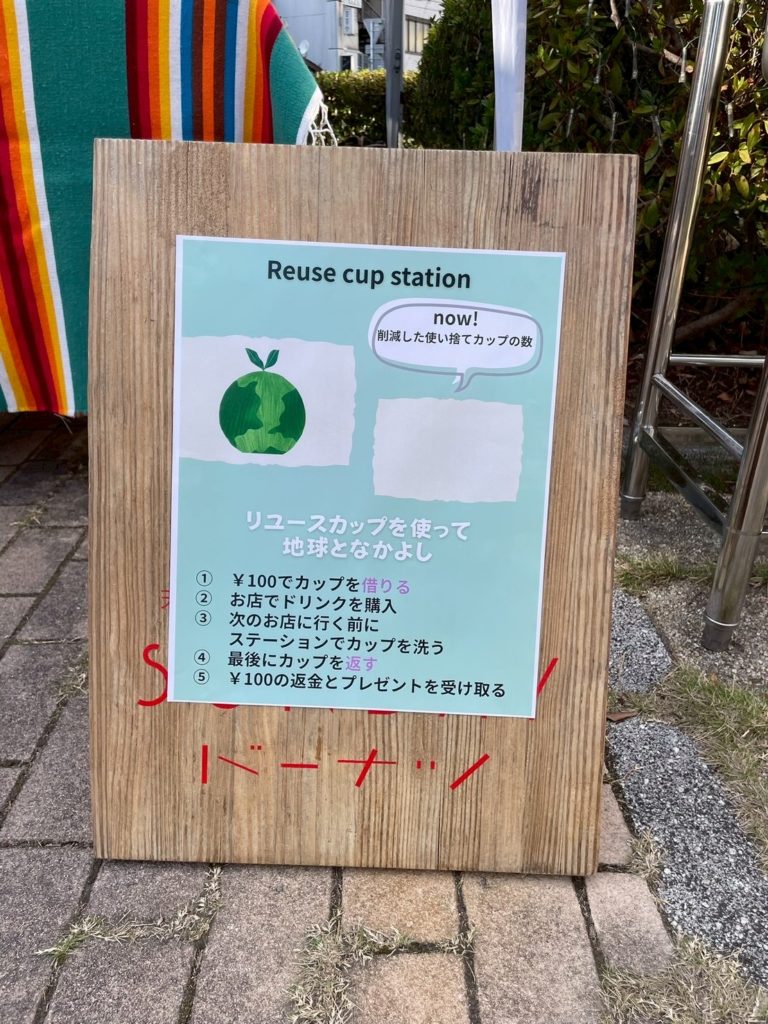 Reuse cup station
now!
削減した使い捨てカップの数
リユースカップを使って
地球となかよし
① ￥100でカップを借りる
② お店でドリンクを購入
③ 次のお店に行く前に
ステーションでカップを洗う
④ 最後にカップを返す
⑤ ￥100の返金とプレゼントを受け取る
ドーナツ